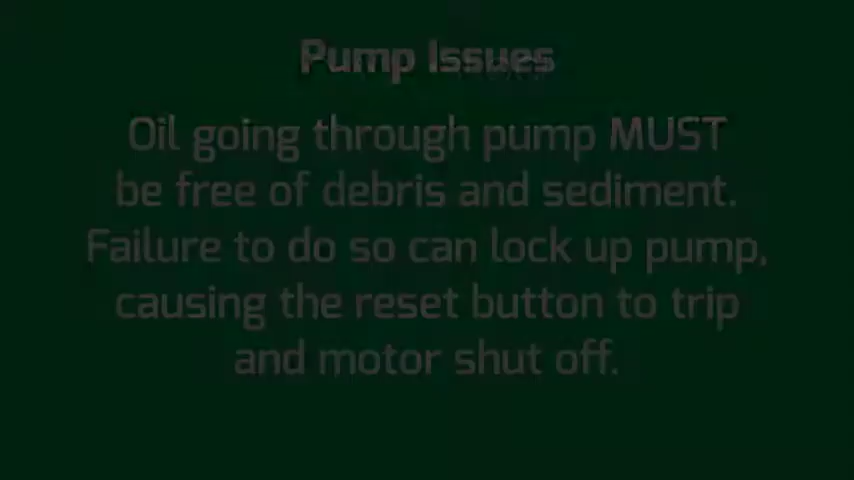 Pump Issues
Oil going through pump MUST
be free of debris and sediment.
Failure to do so can lock up pump,
causing the reset button to trip
and motor shut off.